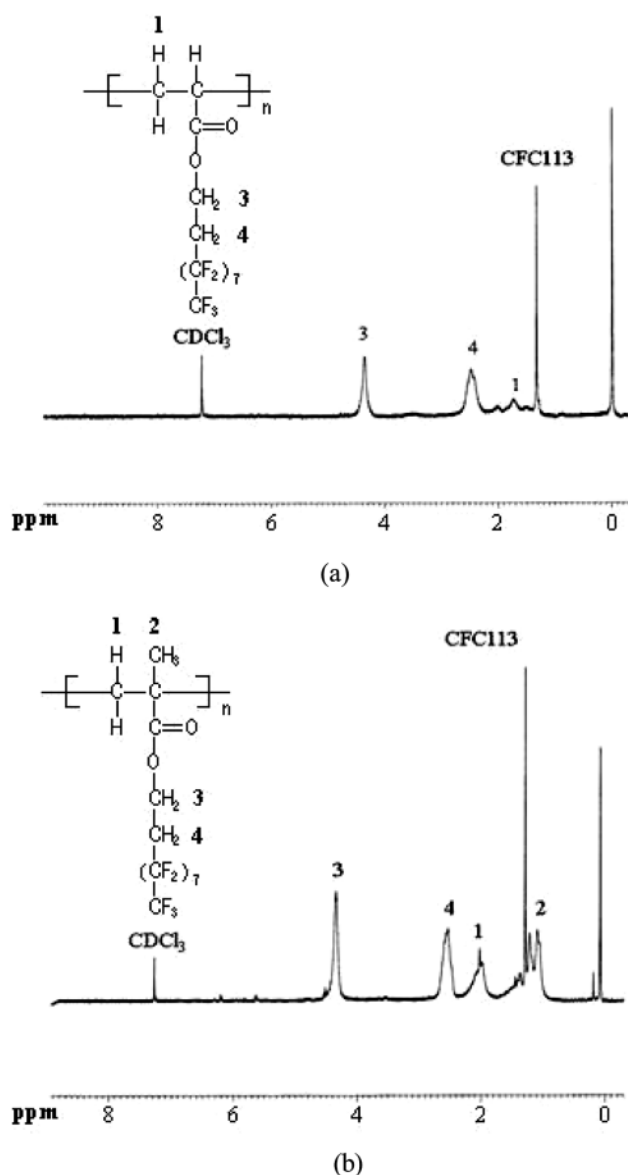 1
H H
C C
H n
C=O
O
CH2 3
CH2 4
(CF2)7
CF3
CDCl3
3
4
1
CFC113
ppm 8 6 4 2 0
(a)
1 2
H CH3
C C
H n
C=O
O
CH2 3
CH2 4
(CF2)7
CF3
CDCl3
3
4
1
CFC113
2
ppm 8 6 4 2 0
(b)